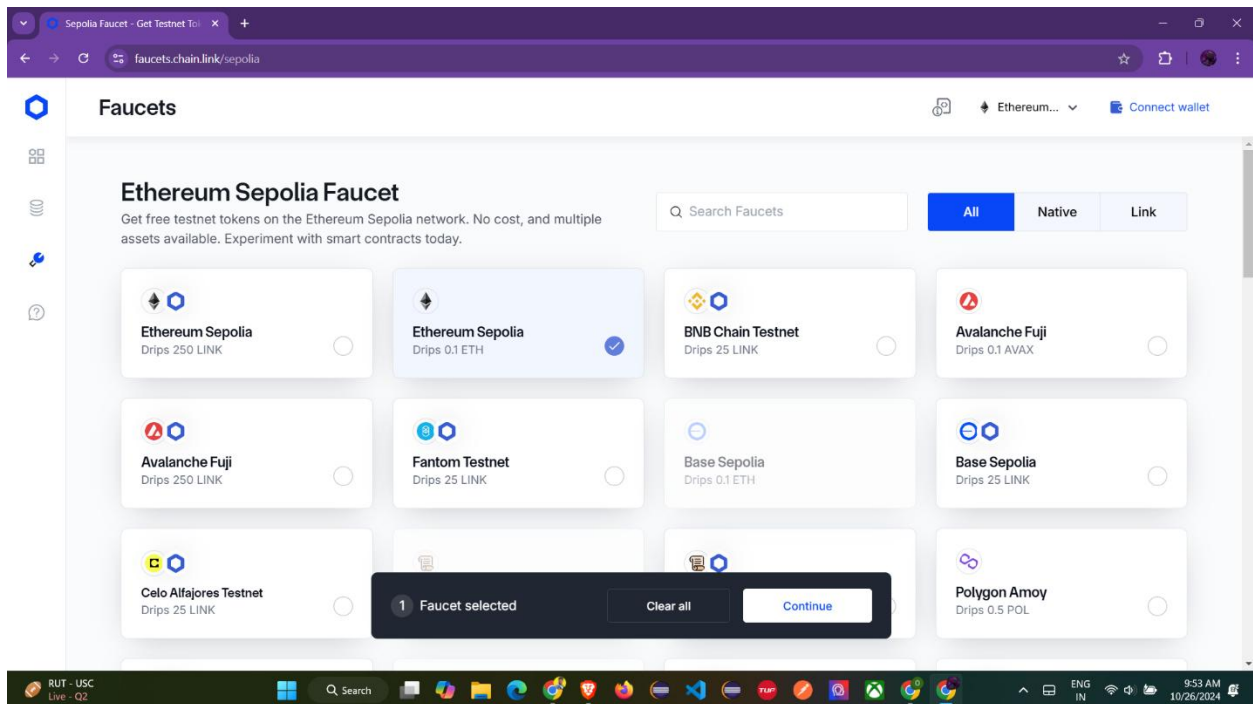 Sepolia Faucet - Get Testnet Tol
faucets.chain.link/sepolia
Faucets
Ethereum...
Connect wallet
Ethereum Sepolia Faucet
Get free testnet tokens on the Ethereum Sepolia network. No cost, and multiple
assets available. Experiment with smart contracts today.
Search Faucets
All
Native
Link
Ethereum Sepolia
Drips 250 LINK
Ethereum Sepolia
Drips 0.1 ETH
BNB Chain Testnet
Drips 25 LINK
Avalanche Fuji
Drips 0.1 AVAX
Avalanche Fuji
Drips 250 LINK
Fantom Testnet
Drips 25 LINK
Base Sepolia
Drips 0.1 ETH
Base Sepolia
Drips 25 LINK
Celo Alfajores Testnet
Drips 25 LINK
Polygon Amoy
Drips 0.5 POL
1 Faucet selected
Clear all
Continue
RUT - USC
Live - Q2
Search
TUF
ENG
IN
9:53 AM
10/26/2024